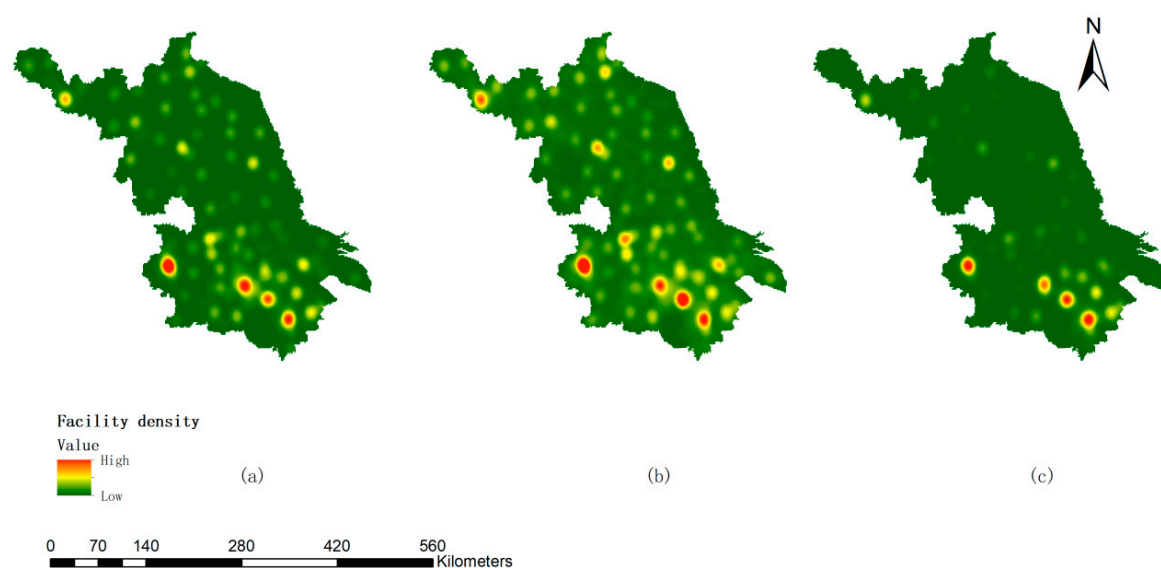 N
Facility density
Value
High
Low
(a)
(b)
(c)
0 70 140 280 420 560
Kilometers